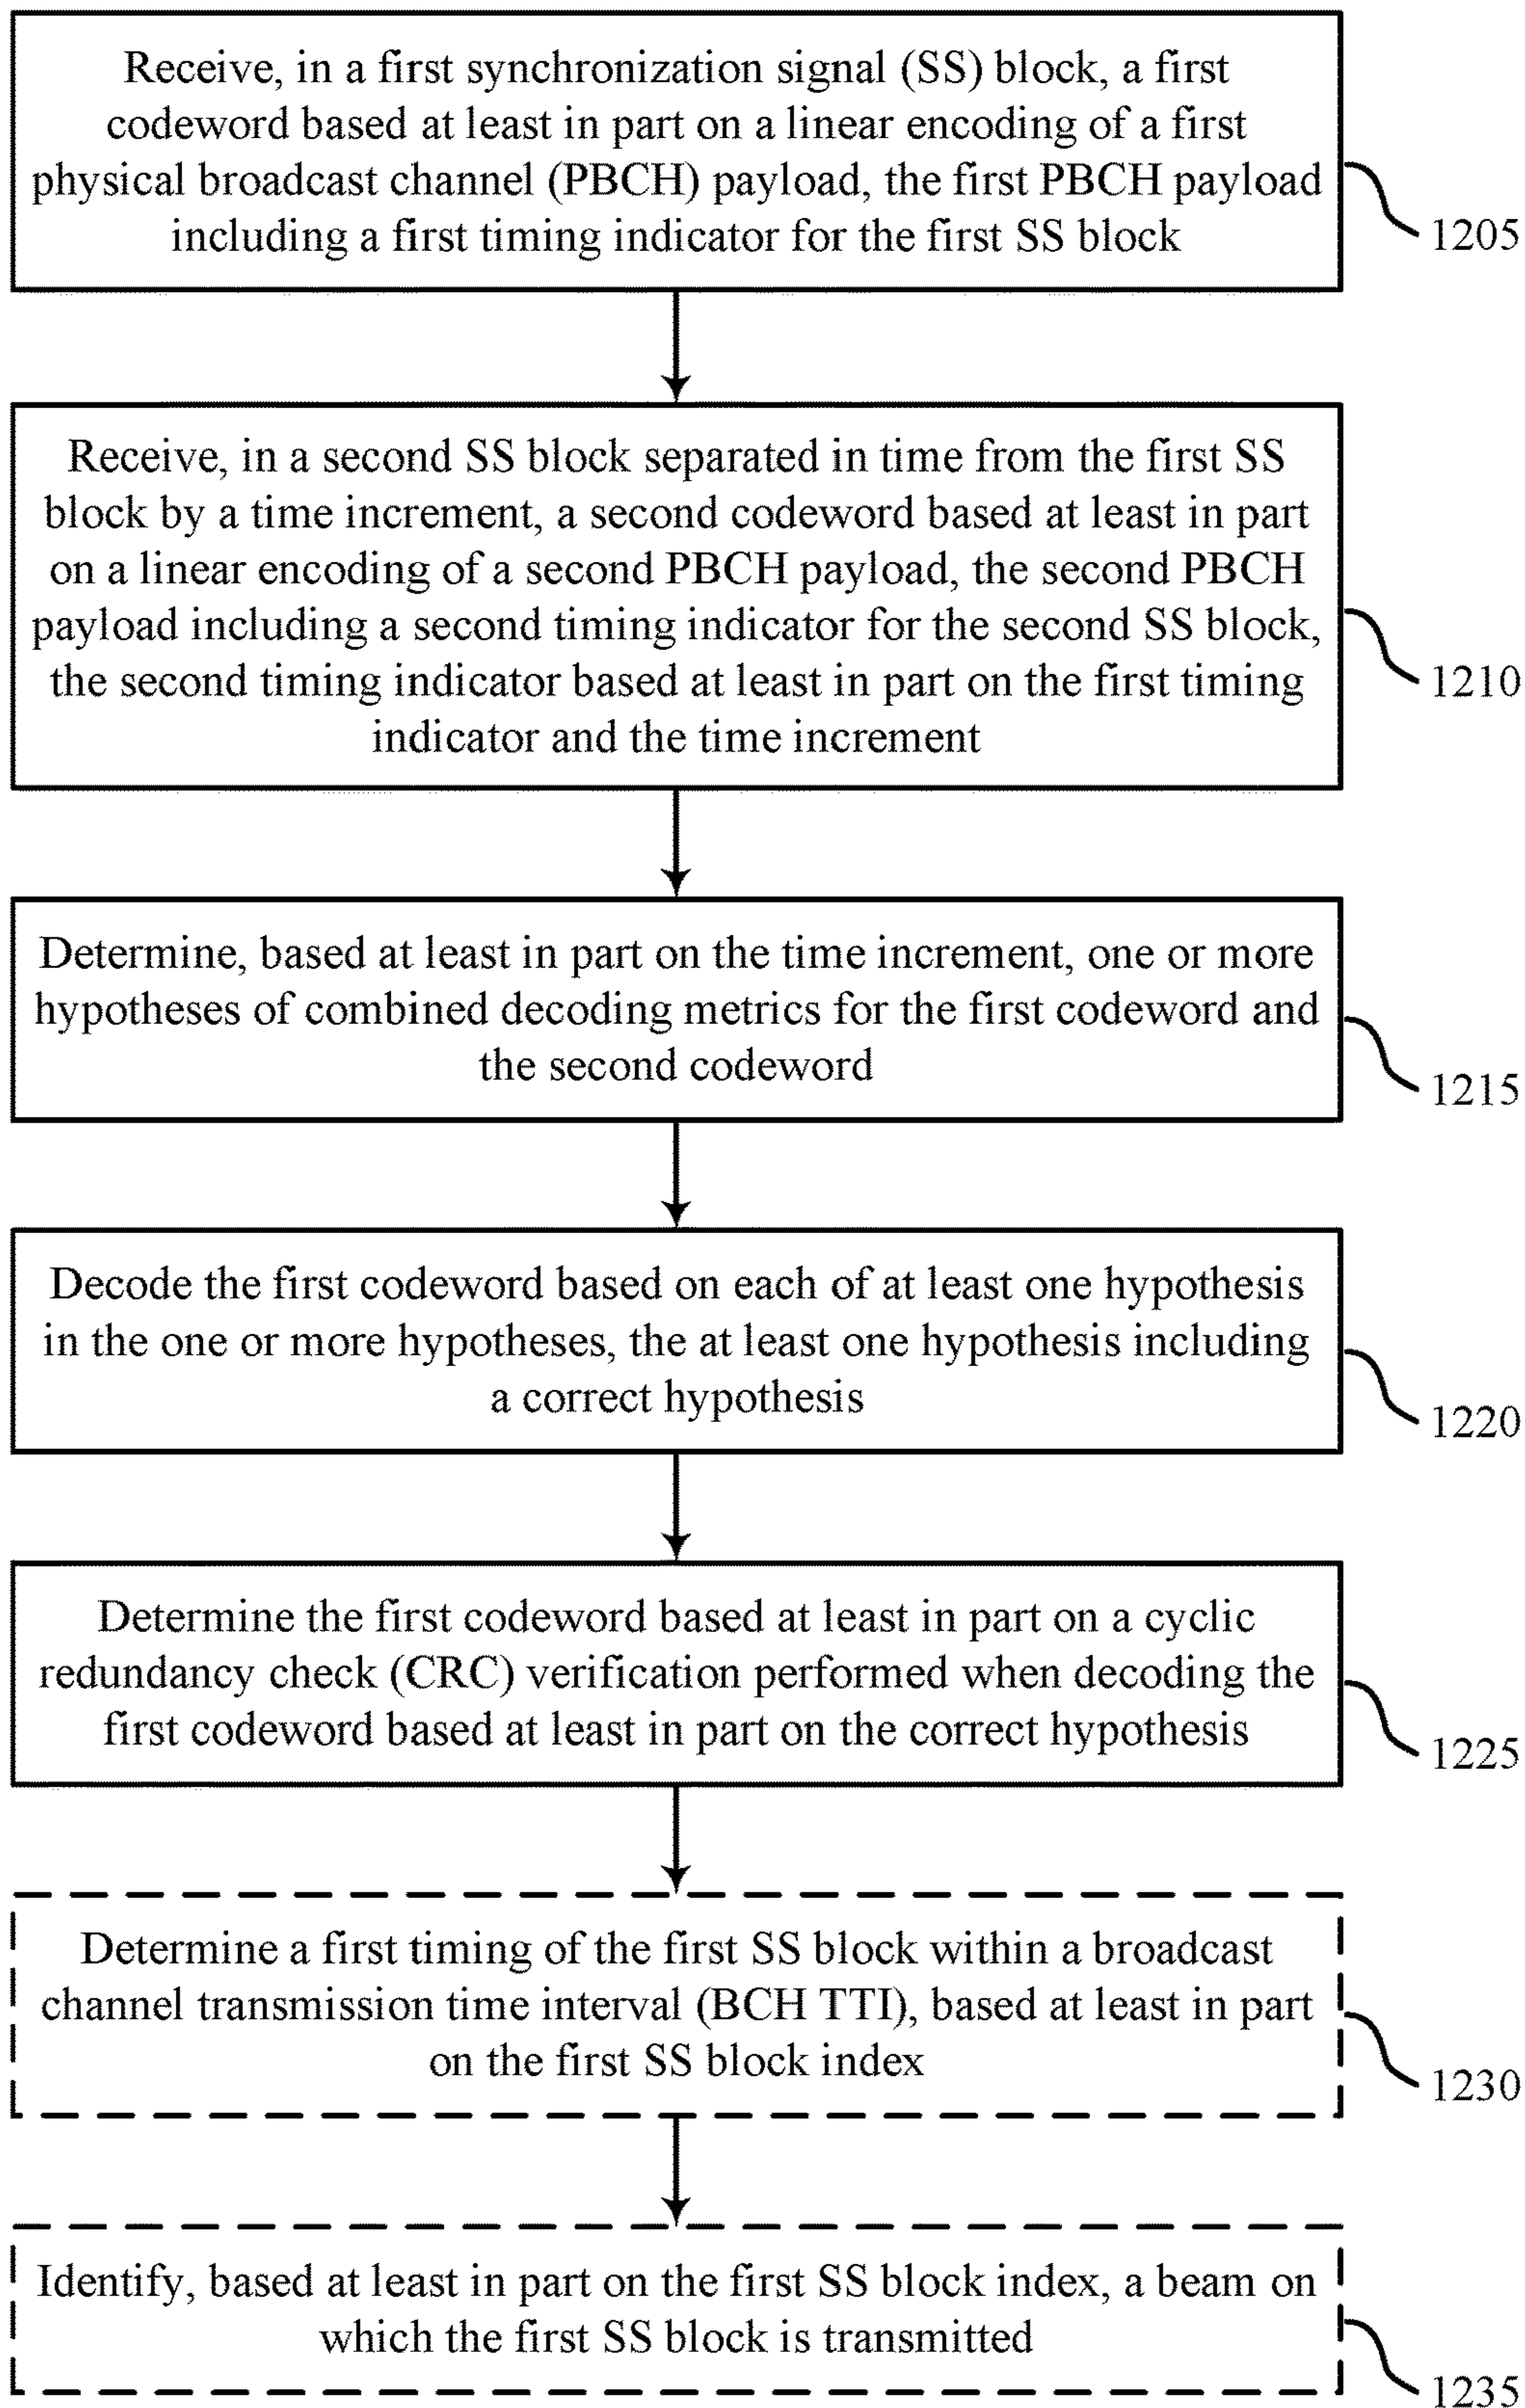 Receive, in a first synchronization signal (SS) block, a first
codeword based at least in part on a linear encoding of a first
physical broadcast channel (PBCH) payload, the first PBCH payload
including a first timing indicator for the first SS block
1205
Receive, in a second SS block separated in time from the first SS
block by a time increment, a second codeword based at least in part
on a linear encoding of a second PBCH payload, the second PBCH
payload including a second timing indicator for the second SS block,
the second timing indicator based at least in part on the first timing
indicator and the time increment
1210
Determine, based at least in part on the time increment, one or more
hypotheses of combined decoding metrics for the first codeword and
the second codeword
1215
Decode the first codeword based on each of at least one hypothesis
in the one or more hypotheses, the at least one hypothesis including
a correct hypothesis
1220
Determine the first codeword based at least in part on a cyclic
redundancy check (CRC) verification performed when decoding the
first codeword based at least in part on the correct hypothesis
1225
Determine a first timing of the first SS block within a broadcast
channel transmission time interval (BCH TTI), based at least in part
on the first SS block index
1230
Identify, based at least in part on the first SS block index, a beam on
which the first SS block is transmitted
1235